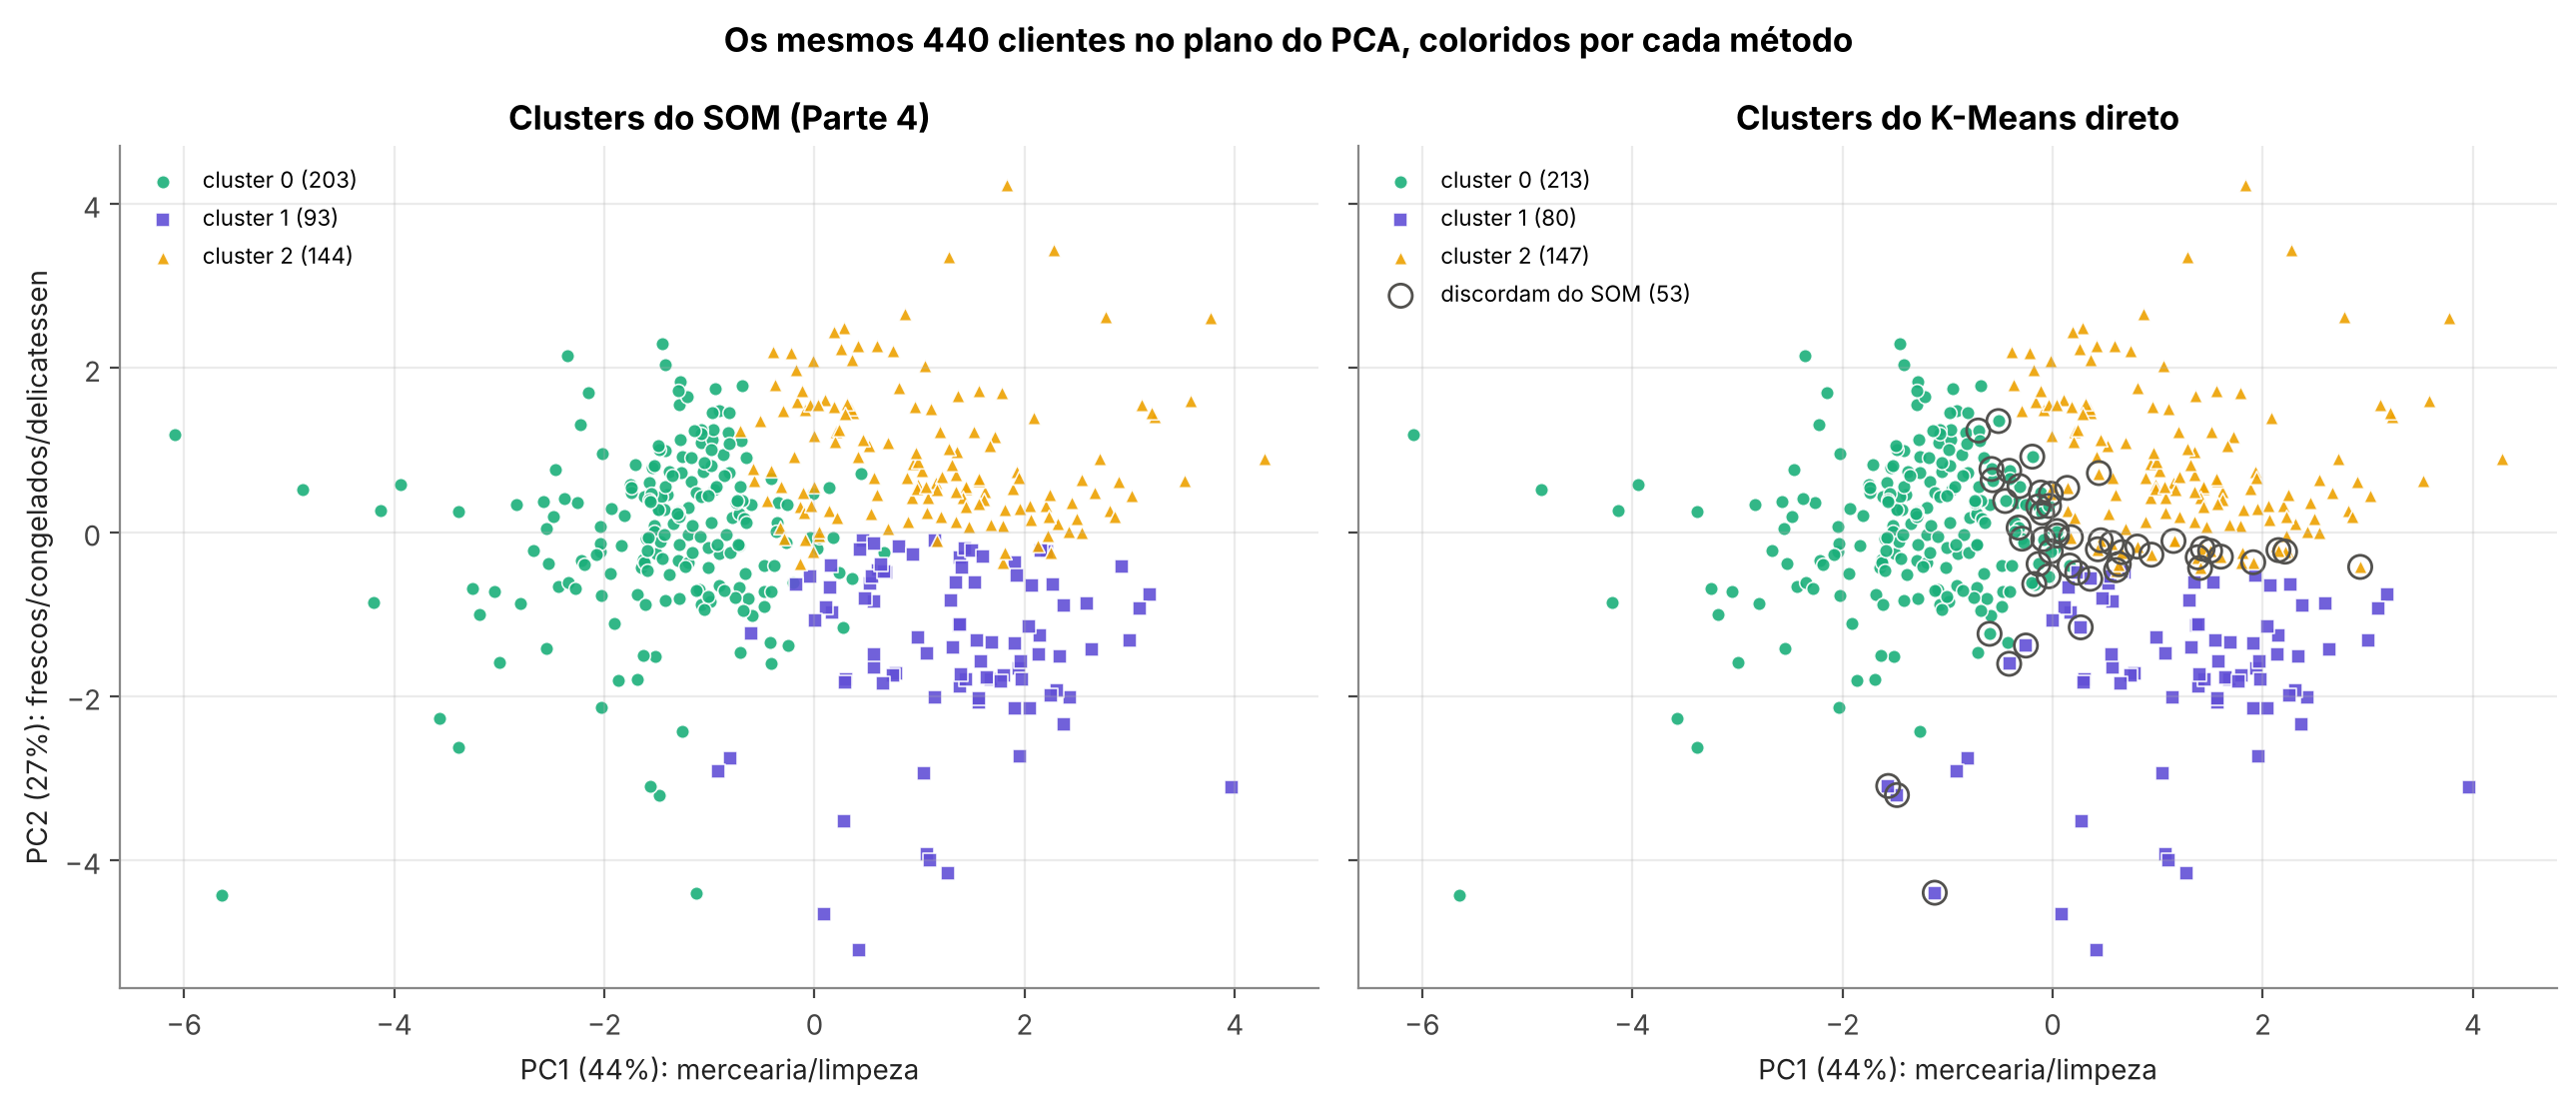 Os mesmos 440 clientes no plano do PCA, coloridos por cada método
Clusters do SOM (Parte 4)
cluster 0 (203)
cluster 1 (93)
cluster 2 (144)
PC2 (27%): frescos/congelados/delicatessen
4
2
0
−2
−4
−6
−4
−2
0
2
4
PC1 (44%): mercearia/limpeza
Clusters do K-Means direto
cluster 0 (213)
cluster 1 (80)
cluster 2 (147)
discordam do SOM (53)
−6
−4
−2
0
2
4
PC1 (44%): mercearia/limpeza